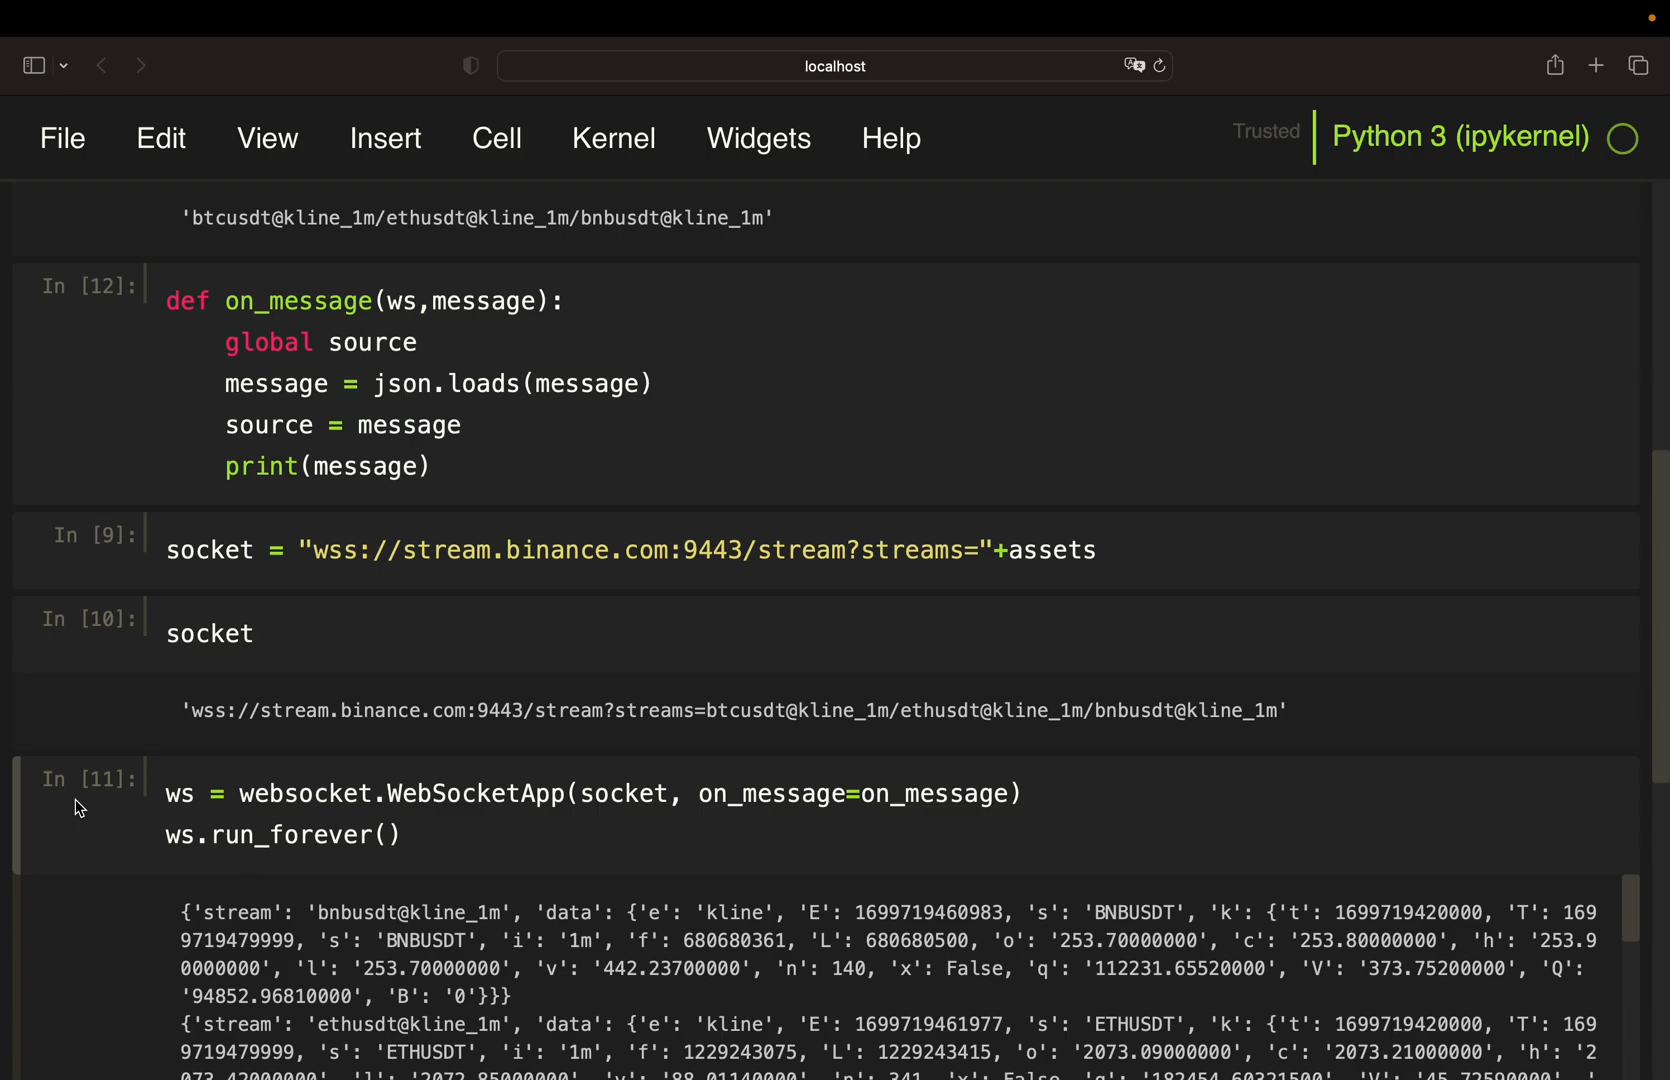 localhost
File Edit View Insert Cell Kernel Widgets Help Trusted Python 3 (ipykernel)
'btcusdt@kline_1m/ethusdt@kline_1m/bnbusdt@kline_1m'
In [12]: def on_message(ws,message):
global source
message = json.loads(message)
source = message
print(message)
In [9]: socket = "wss://stream.binance.com:9443/stream?streams="+assets
In [10]: socket
'wss://stream.binance.com:9443/stream?streams=btcusdt@kline_1m/ethusdt@kline_1m/bnbusdt@kline_1m'
In [11]: ws = websocket.WebSocketApp(socket, on_message=on_message)
ws.run_forever()
{'stream': 'bnbusdt@kline_1m', 'data': {'e': 'kline', 'E': 1699719460983, 's': 'BNBUSDT', 'k': {'t': 1699719420000, 'T': 169
9719479999, 's': 'BNBUSDT', 'i': '1m', 'f': 680680361, 'L': 680680500, 'o': '253.70000000', 'c': '253.80000000', 'h': '253.9
0000000', 'l': '253.70000000', 'v': '442.23700000', 'n': 140, 'x': False, 'q': '112231.65520000', 'V': '373.75200000', 'Q':
'94852.96810000', 'B': '0'}}}
{'stream': 'ethusdt@kline_1m', 'data': {'e': 'kline', 'E': 1699719461977, 's': 'ETHUSDT', 'k': {'t': 1699719420000, 'T': 169
9719479999, 's': 'ETHUSDT', 'i': '1m', 'f': 1229243075, 'L': 1229243415, 'o': '2073.09000000', 'c': '2073.21000000', 'h': '2